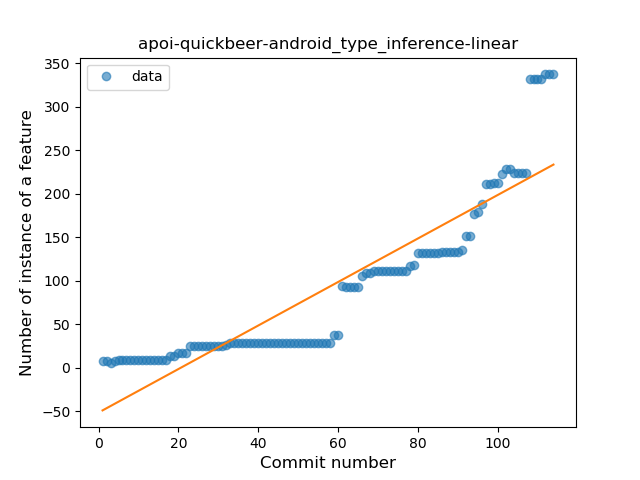 apoi-quickbeer-android_type_inference-linear
data
Number of instance of a feature
350
300
250
200
150
100
50
0
−50
0 20 40 60 80 100
Commit number